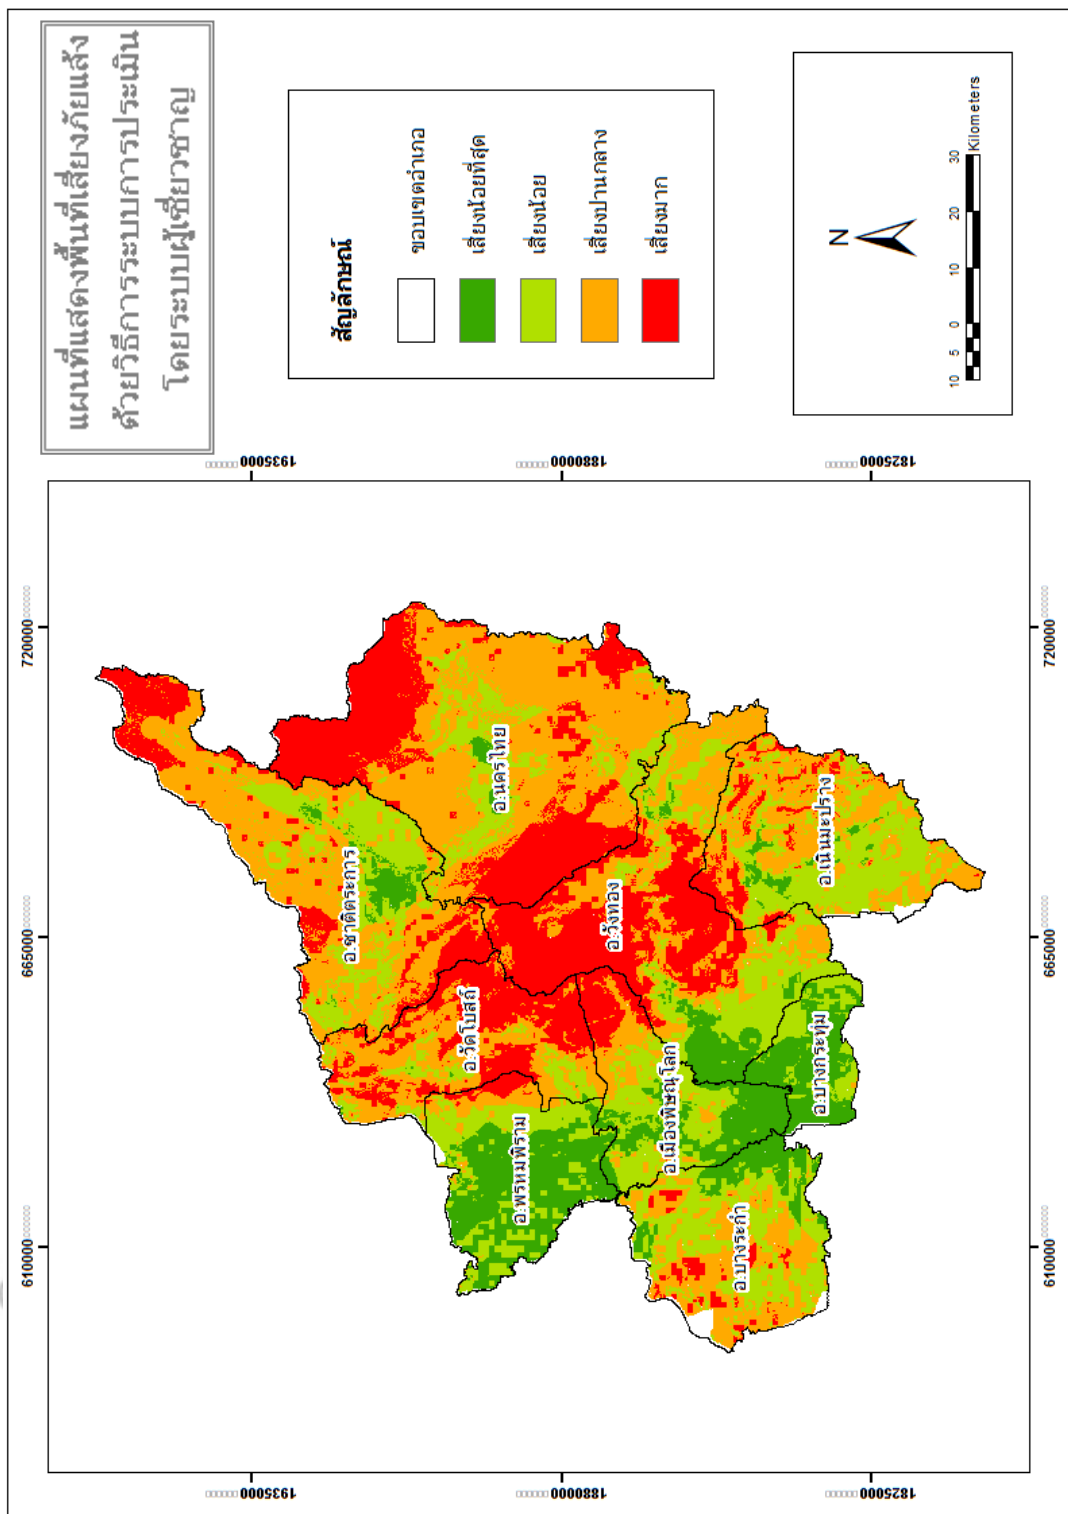 แผนที่แสดงพื้นที่เสี่ยงภัยแล้ง
ด้วยวิธีการระบบการประเมิน
โดยระบบผู้เชี่ยวชาญ
สัญลักษณ์
ขอบเขตอำเภอ
เสี่ยงน้อยที่สุด
เสี่ยงน้อย
เสี่ยงปานกลาง
เสี่ยงมาก
N
10 5 0 10 20 30
Kilometers
610000 665000 720000
1935000
1880000
1825000
อ.ชาติตระการ
อ.นครไทย
อ.วัดโบสถ์
อ.พรหมพิราม
อ.วังทอง
อ.เมืองพิษณุโลก
อ.บางระกำ
อ.บางกระทุ่ม
อ.เนินมะปราง
1935000
1880000
1825000
610000 665000 720000